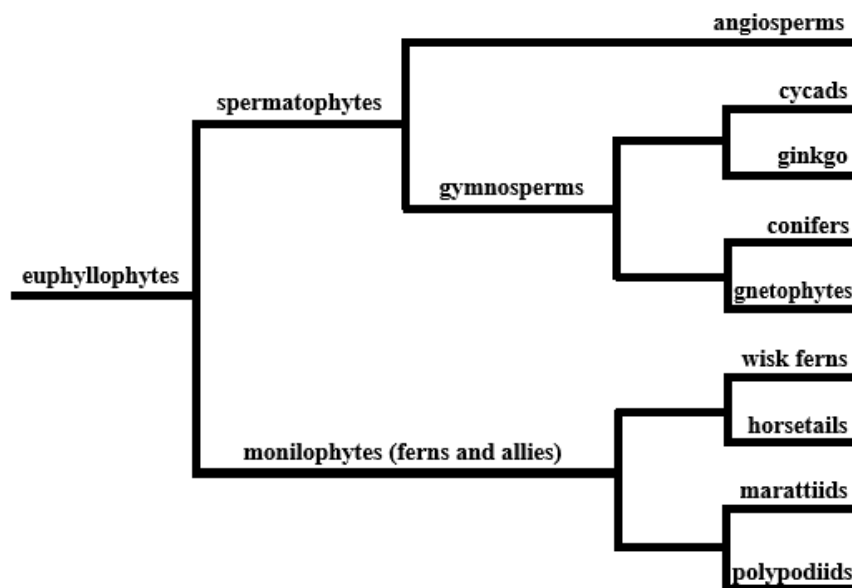 angiosperms
spermatophytes
cycads
ginkgo
gymnosperms
conifers
euphyllophytes
gnetophytes
wisk ferns
horsetails
monilophytes (ferns and allies)
marattiids
polypodiids